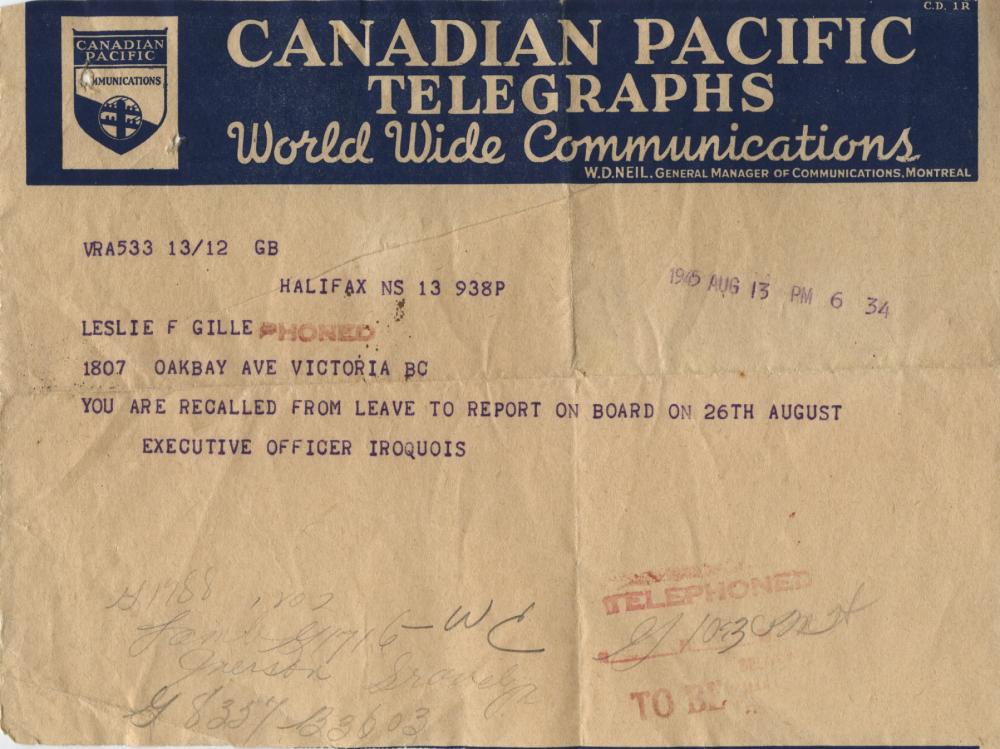 C.D. 1R
CANADIAN PACIFIC
COMMUNICATIONS
CANADIAN PACIFIC
TELEGRAPHS
World Wide Communications
W.D.NEIL, GENERAL MANAGER OF COMMUNICATIONS, MONTREAL
VRA533 13/12 GB
HALIFAX NS 13 938P
1945 AUG 13 PM 6 34
LESLIE F GILLE PHONED
1807 OAKBAY AVE VICTORIA BC
YOU ARE RECALLED FROM LEAVE TO REPORT ON BOARD ON 26TH AUGUST
EXECUTIVE OFFICER IROQUOIS
TELEPHONED
TO BE
G 8357 B3603